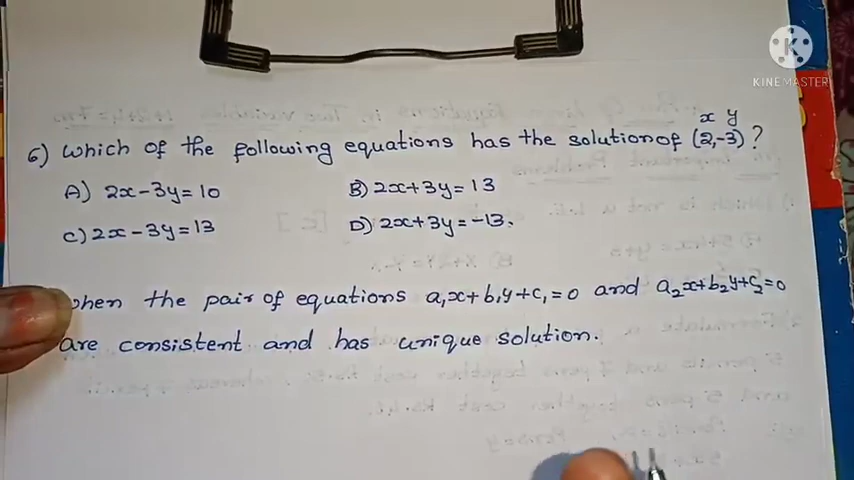 KINEMASTER
x y
6) which of the following equations has the solution of (2,-3)?
A) 2x-3y=10 B) 2x+3y=13
C) 2x-3y=13 D) 2x+3y=-13.
when the pair of equations a₁x+b₁y+c₁=0 and a₂x+b₂y+c₂=0
are consistent and has unique solution.